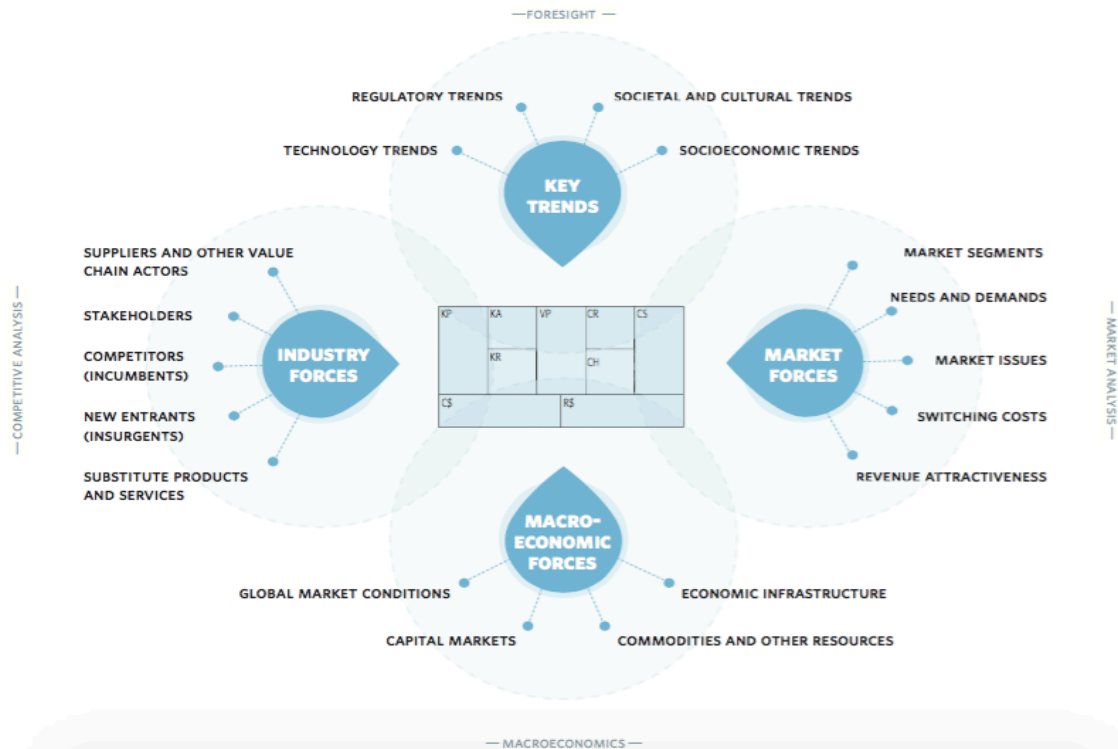 —FORESIGHT —
REGULATORY TRENDS
SOCIETAL AND CULTURAL TRENDS
TECHNOLOGY TRENDS
SOCIOECONOMIC TRENDS
KEY
TRENDS
SUPPLIERS AND OTHER VALUE
CHAIN ACTORS
STAKEHOLDERS
COMPETITORS
(INCUMBENTS)
NEW ENTRANTS
(INSURGENTS)
SUBSTITUTE PRODUCTS
AND SERVICES
INDUSTRY
FORCES
—COMPETITIVE ANALYSIS—
KP
KA
VP
CR
CS
KR
CH
C$
R$
MARKET
FORCES
MARKET SEGMENTS
NEEDS AND DEMANDS
MARKET ISSUES
SWITCHING COSTS
REVENUE ATTRACTIVENESS
— MARKET ANALYSIS—
MACRO-
ECONOMIC
FORCES
GLOBAL MARKET CONDITIONS
ECONOMIC INFRASTRUCTURE
CAPITAL MARKETS
COMMODITIES AND OTHER RESOURCES
— MACROECONOMICS —